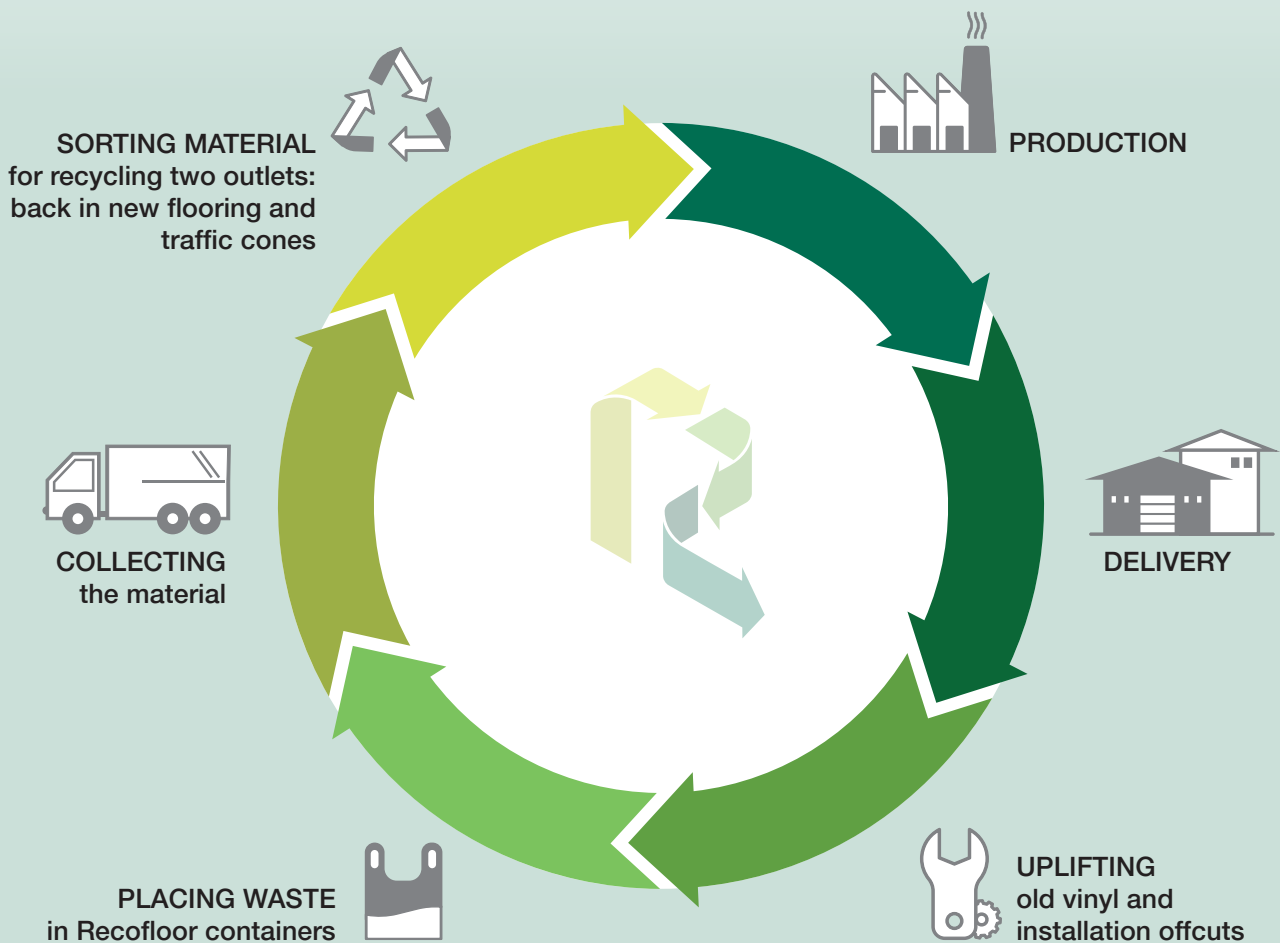 SORTING MATERIAL
for recycling two outlets:
back in new flooring and
traffic cones
PRODUCTION
COLLECTING
the material
DELIVERY
PLACING WASTE
in Recofloor containers
UPLIFTING
old vinyl and
installation offcuts